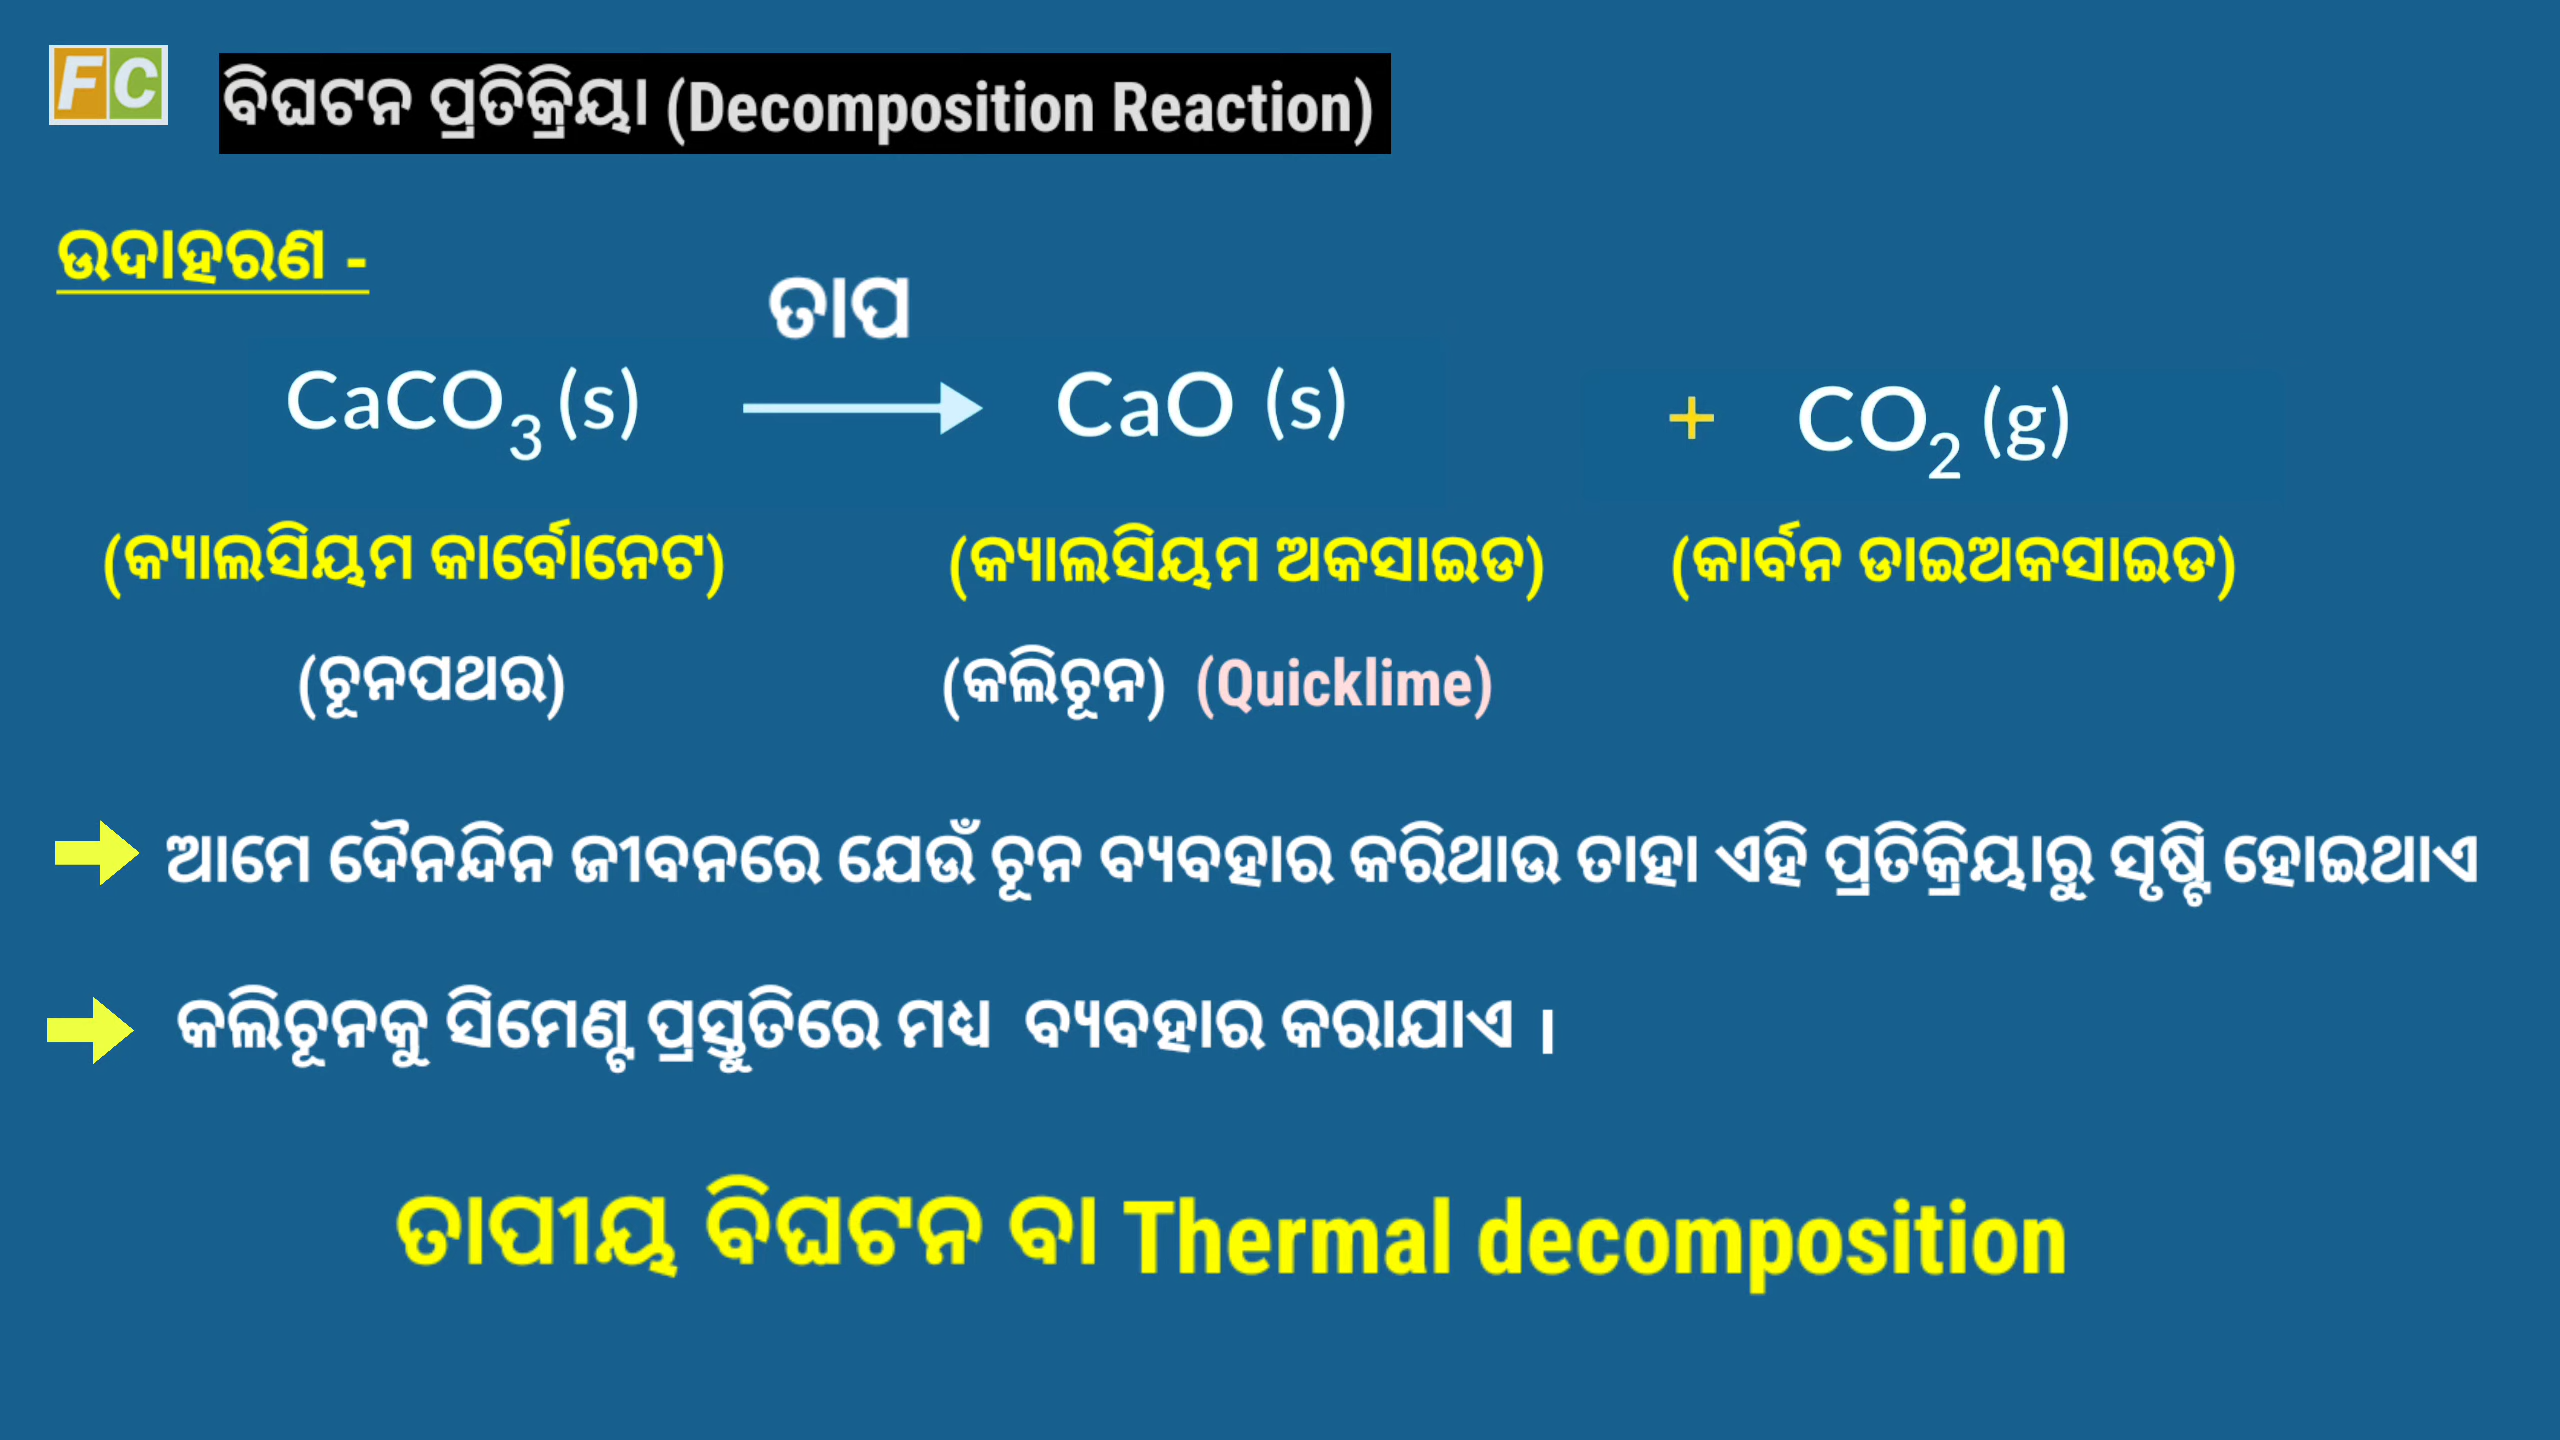 FC
ବିଘଟନ ପ୍ରତିକ୍ରିୟା (Decomposition Reaction)
ଉଦାହରଣ -
ତାପ
CaCO₃ (s) → CaO (s) + CO₂ (g)
(କ୍ୟାଲସିୟମ କାର୍ବୋନେଟ) (କ୍ୟାଲସିୟମ ଅକସାଇଡ) (କାର୍ବନ ଡାଇଅକସାଇଡ)
(ଚୂନପଥର) (କଲିଚୂନ) (Quicklime)
ଆମେ ଦୈନନ୍ଦିନ ଜୀବନରେ ଯେଉଁ ଚୂନ ବ୍ୟବହାର କରିଥାଉ ତାହା ଏହି ପ୍ରତିକ୍ରିୟାରୁ ସୃଷ୍ଟି ହୋଇଥାଏ
କଲିଚୂନକୁ ସିମେଣ୍ଟ ପ୍ରସ୍ତୁତିରେ ମଧ୍ୟ ବ୍ୟବହାର କରାଯାଏ ।
ତାପୀୟ ବିଘଟନ ବା Thermal decomposition